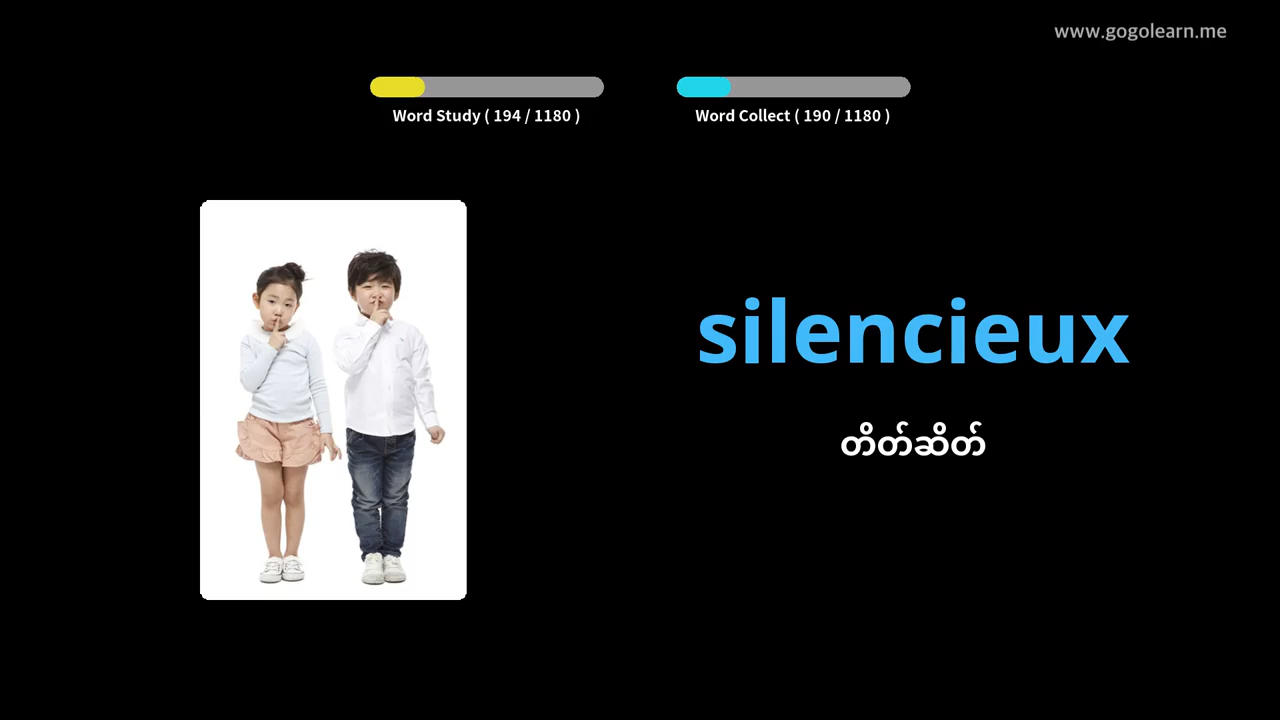 www.gogolearn.me
Word Study ( 194 / 1180 )
Word Collect ( 190 / 1180 )
silencieux
တိတ်ဆိတ်